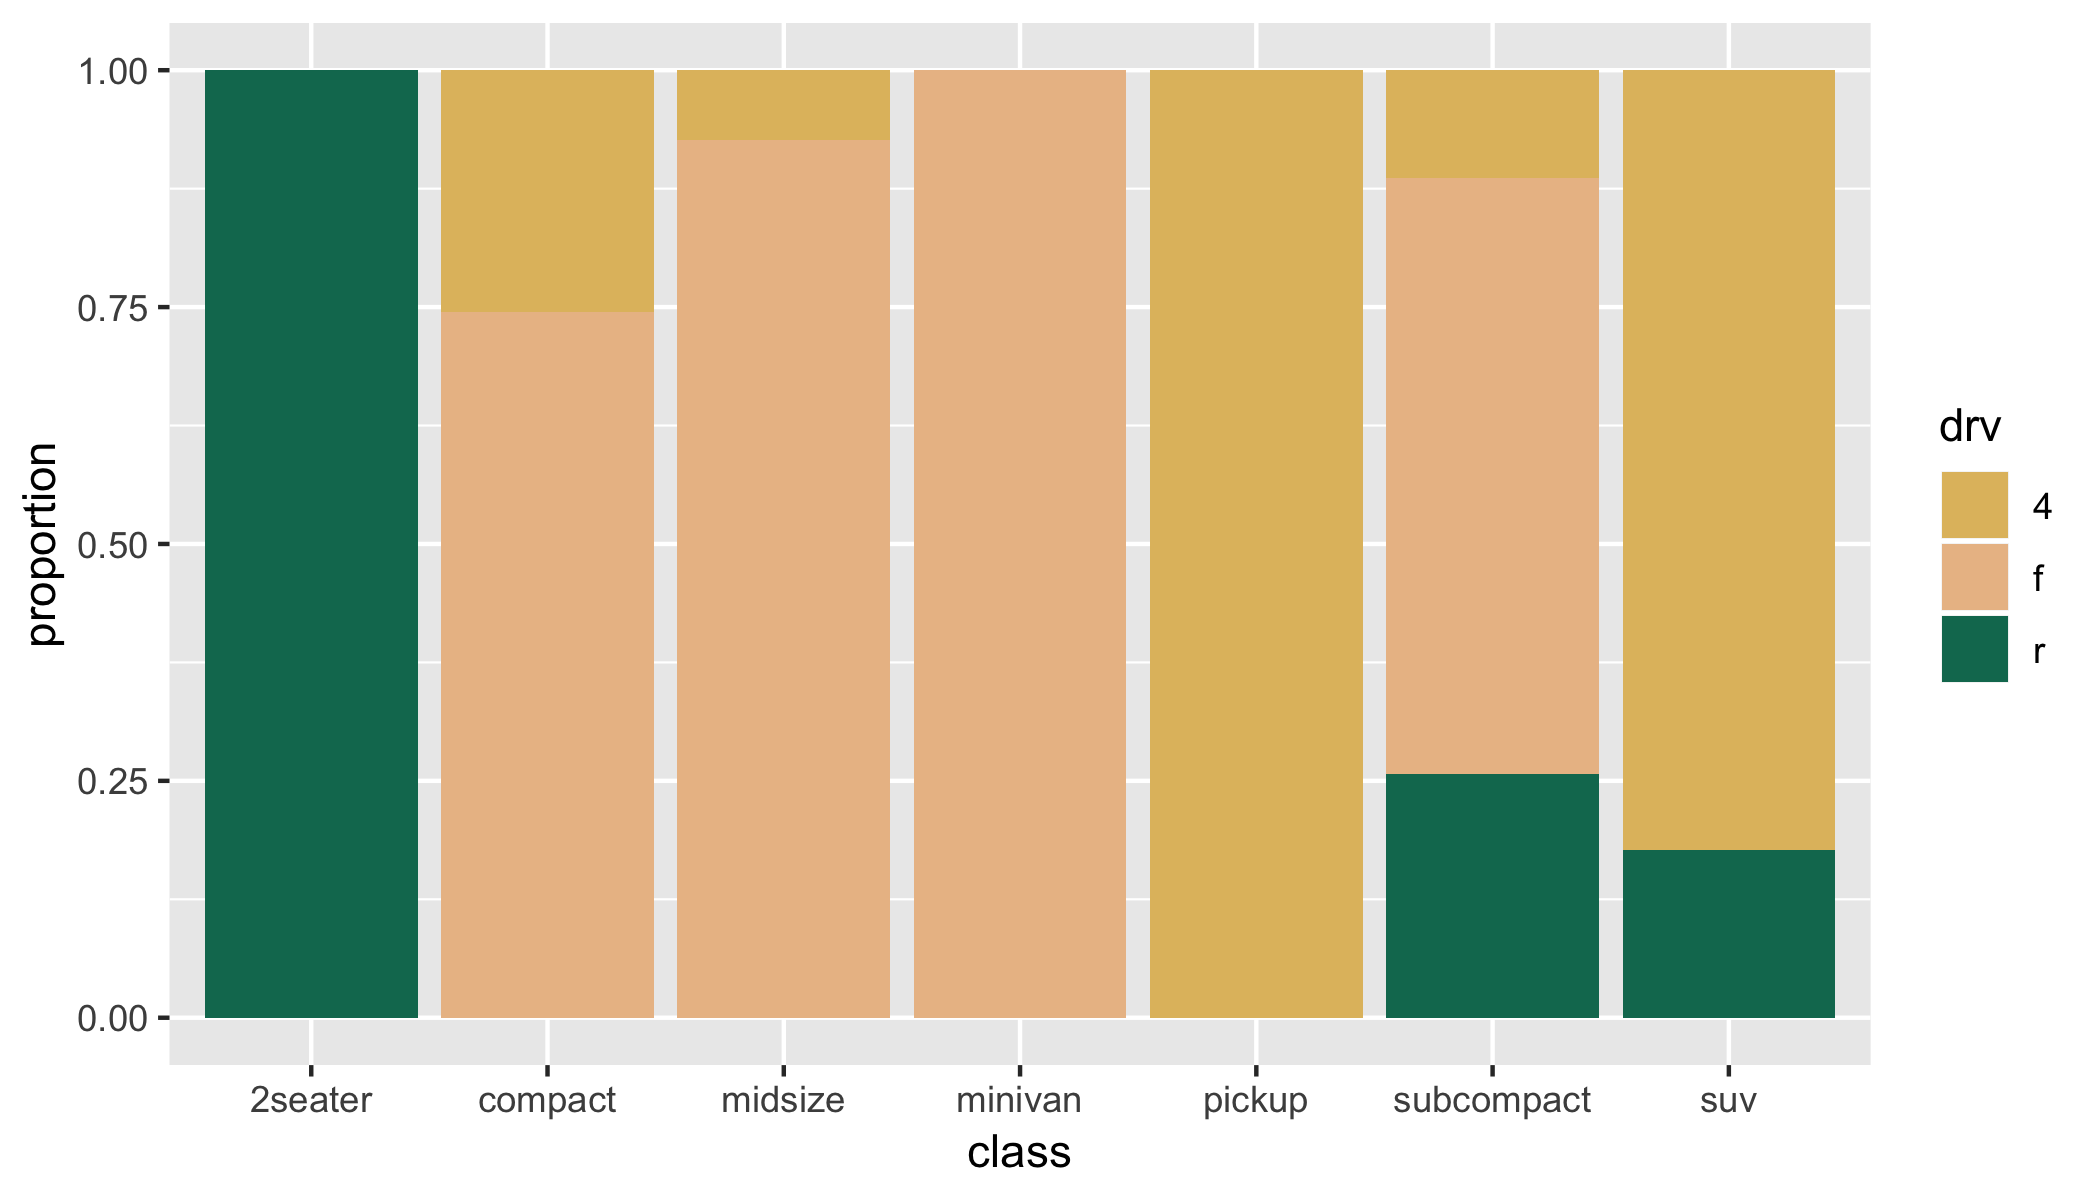 1.00
0.75
0.50
0.25
0.00
proportion
2seater compact midsize minivan pickup subcompact suv
class
drv
4
f
r